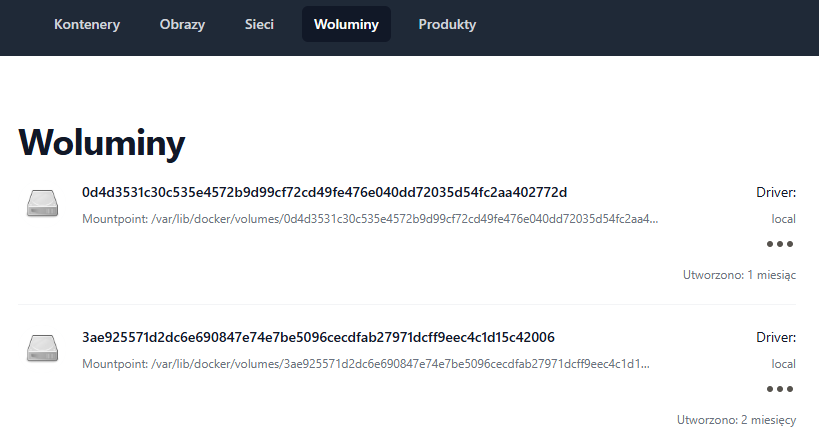 Kontenery Obrazy Sieci Woluminy Produkty
Woluminy
0d4d3531c30c535e4572b9d99cf72cd49fe476e040dd72035d54fc2aa402772d Driver:
Mountpoint: /var/lib/docker/volumes/0d4d3531c30c535e4572b9d99cf72cd49fe476e040dd72035d54fc2aa4... local
Utworzono: 1 miesiąc
3ae925571d2dc6e690847e74e7be5096cecdfab27971dcff9eec4c1d15c42006 Driver:
Mountpoint: /var/lib/docker/volumes/3ae925571d2dc6e690847e74e7be5096cecdfab27971dcff9eec4c1d1... local
Utworzono: 2 miesięcy